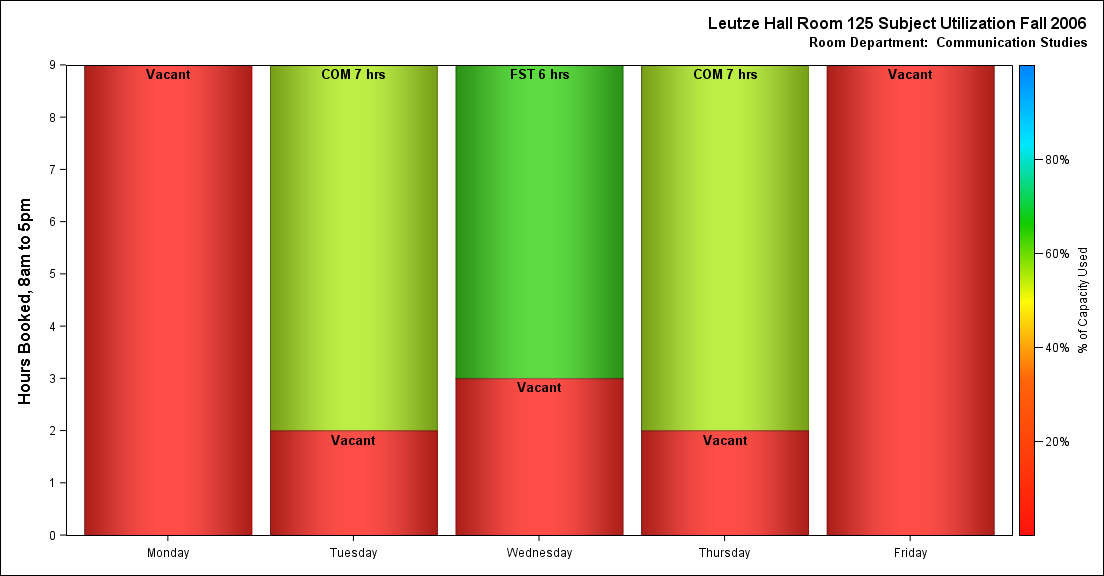 Leutze Hall Room 125 Subject Utilization Fall 2006
Room Department:  Communication Studies
Hours Booked, 8am to 5pm
9
8
7
6
5
4
3
2
1
0
Vacant
COM 7 hrs
FST 6 hrs
COM 7 hrs
Vacant
Vacant
Vacant
Vacant
Monday
Tuesday
Wednesday
Thursday
Friday
80%
60%
40%
20%
% of Capacity Used